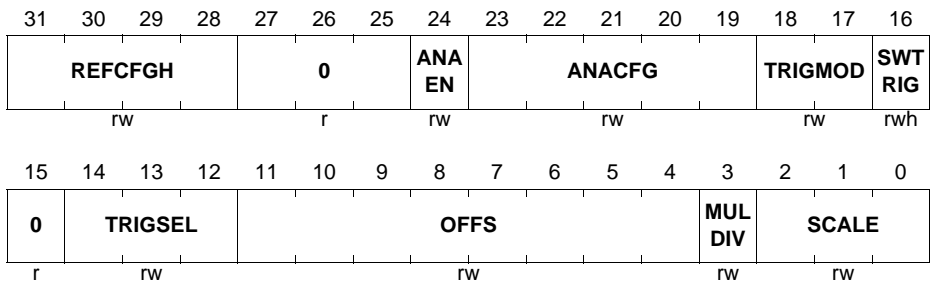 31 30 29 28 27 26 25 24 23 22 21 20 19 18 17 16
REFCFGH 0 ANA EN ANACFG TRIGMOD SWT RIG
rw r rw rw rw rwh
15 14 13 12 11 10 9 8 7 6 5 4 3 2 1 0
0 TRIGSEL OFFS MUL DIV SCALE
r rw rw rw rw